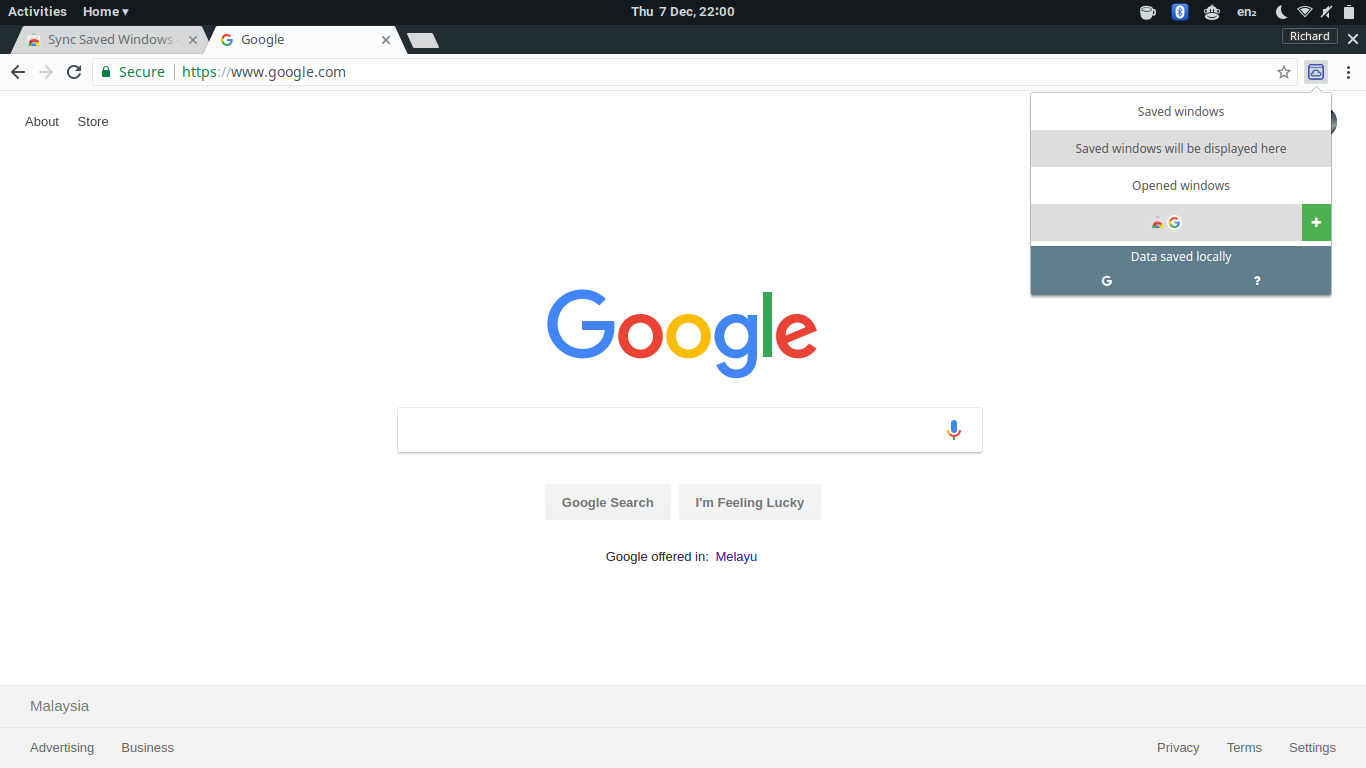 Activities Home ▾ Thu 7 Dec, 22:00 en₂
Sync Saved Windows - Google Richard
Secure https://www.google.com
About Store
Saved windows
Saved windows will be displayed here
Opened windows
+
Data saved locally
G ?
Google
Google Search I'm Feeling Lucky
Google offered in: Melayu
Malaysia
Advertising Business Privacy Terms Settings